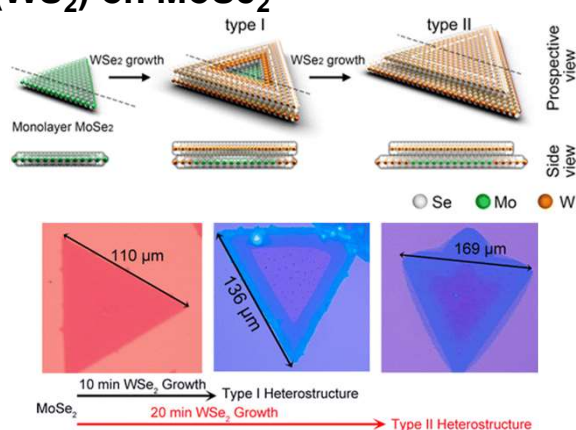 (WS₂) on MoSe₂
type I
type II
WSe₂ growth
WSe₂ growth
Prospective view
Monolayer MoSe₂
Side view
Se Mo W
110 µm
136 µm
169 µm
10 min WSe₂ Growth
Type I Heterostructure
MoSe₂
20 min WSe₂ Growth
Type II Heterostructure